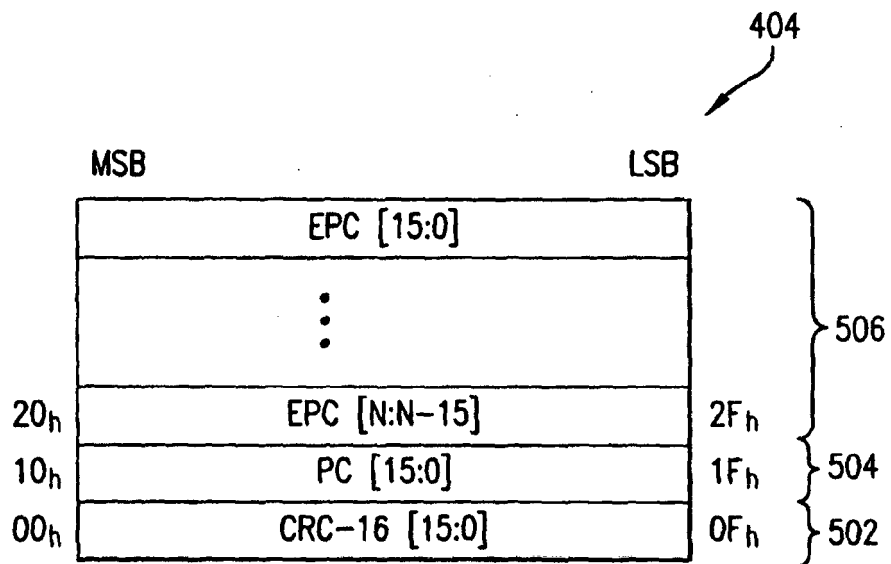 404
MSB LSB
EPC [15:0]
506
20h EPC [N:N-15] 2Fh
10h PC [15:0] 1Fh 504
00h CRC-16 [15:0] 0Fh 502